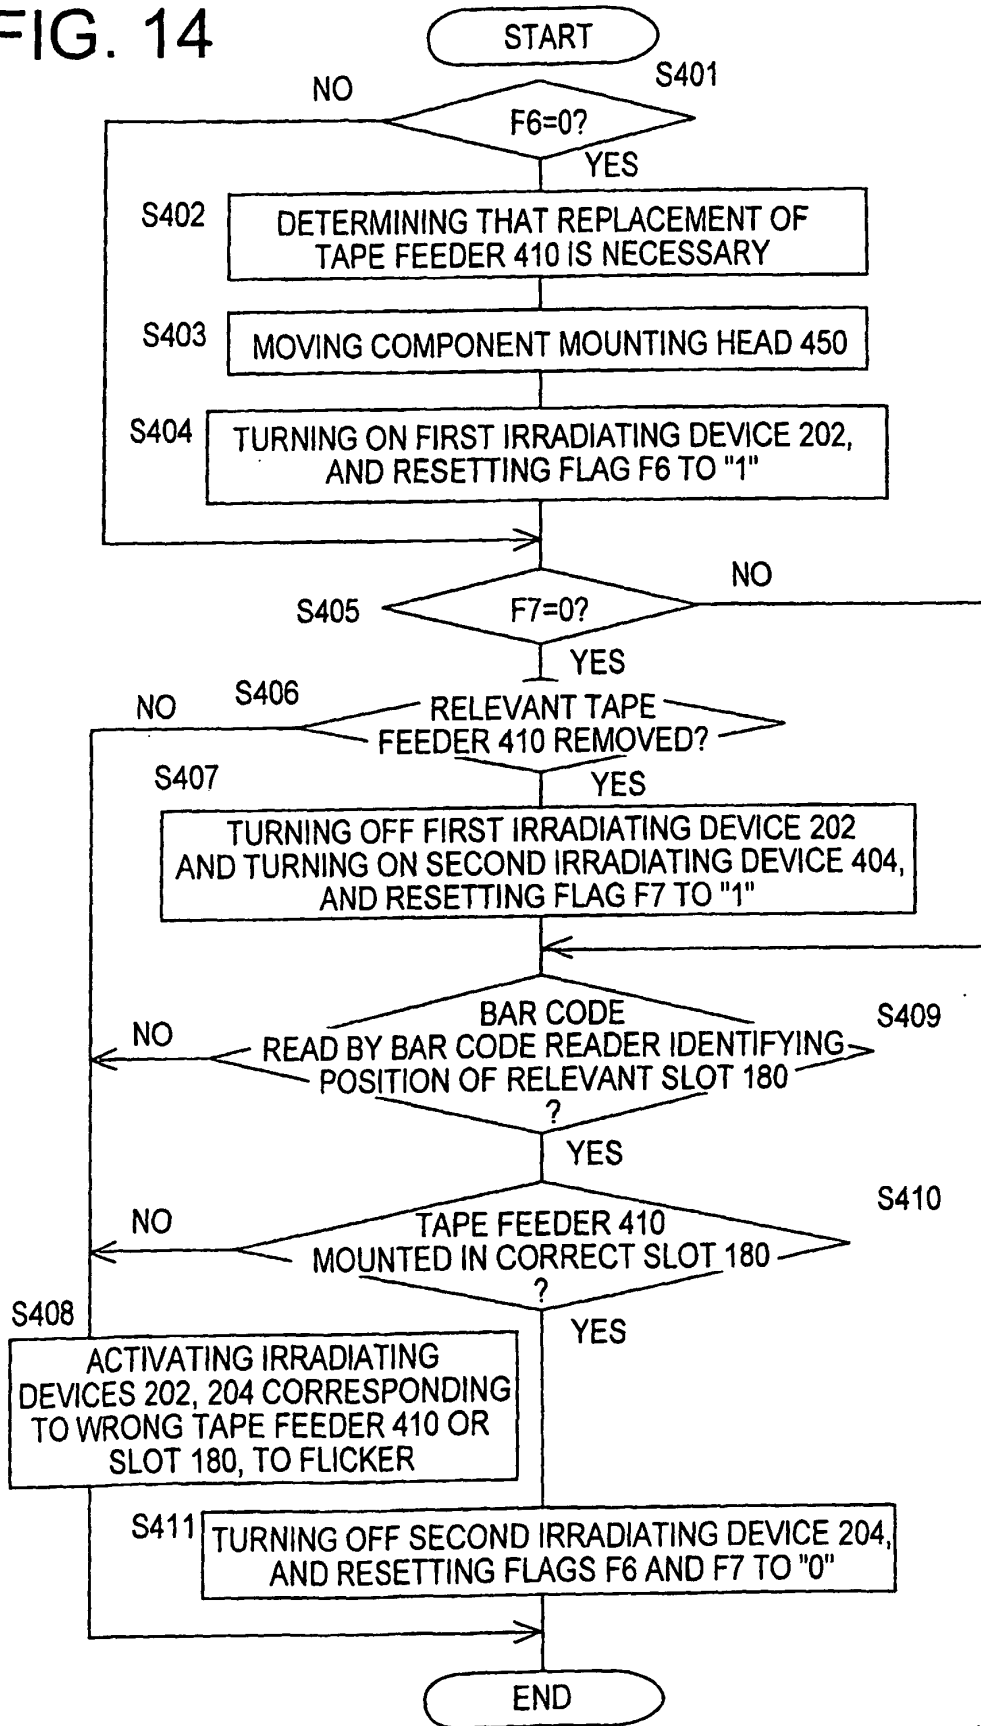 FIG. 14
START
S401
NO
F6=0?
YES
S402
DETERMINING THAT REPLACEMENT OF
TAPE FEEDER 410 IS NECESSARY
S403
MOVING COMPONENT MOUNTING HEAD 450
S404
TURNING ON FIRST IRRADIATING DEVICE 202,
AND RESETTING FLAG F6 TO "1"
NO
S405
F7=0?
YES
S406
NO
RELEVANT TAPE
FEEDER 410 REMOVED?
S407
YES
TURNING OFF FIRST IRRADIATING DEVICE 202
AND TURNING ON SECOND IRRADIATING DEVICE 404,
AND RESETTING FLAG F7 TO "1"
S409
NO
BAR CODE
READ BY BAR CODE READER IDENTIFYING
POSITION OF RELEVANT SLOT 180
?
YES
S410
NO
TAPE FEEDER 410
MOUNTED IN CORRECT SLOT 180
?
YES
S408
ACTIVATING IRRADIATING
DEVICES 202, 204 CORRESPONDING
TO WRONG TAPE FEEDER 410 OR
SLOT 180, TO FLICKER
S411
TURNING OFF SECOND IRRADIATING DEVICE 204,
AND RESETTING FLAGS F6 AND F7 TO "0"
END